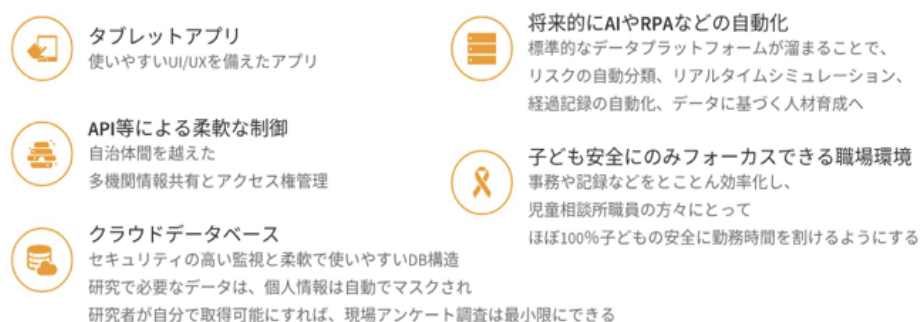 タブレットアプリ
使いやすいUI/UXを備えたアプリ
API等による柔軟な制御
自治体間を越えた
多機関情報共有とアクセス権管理
クラウドデータベース
セキュリティの高い監視と柔軟で使いやすいDB構造
研究で必要なデータは、個人情報は自動でマスクされ
研究者が自分で取得可能にすれば、現場アンケート調査は最小限にできる
将来的にAIやRPAなどの自動化
標準的なデータプラットフォームが溜まることで、
リスクの自動分類、リアルタイムシミュレーション、
経過記録の自動化、データに基づく人材育成へ
子ども安全にのみフォーカスできる職場環境
事務や記録などをとことん効率化し、
児童相談所職員の方々にとって
ほぼ100%子どもの安全に勤務時間を割けるようにする